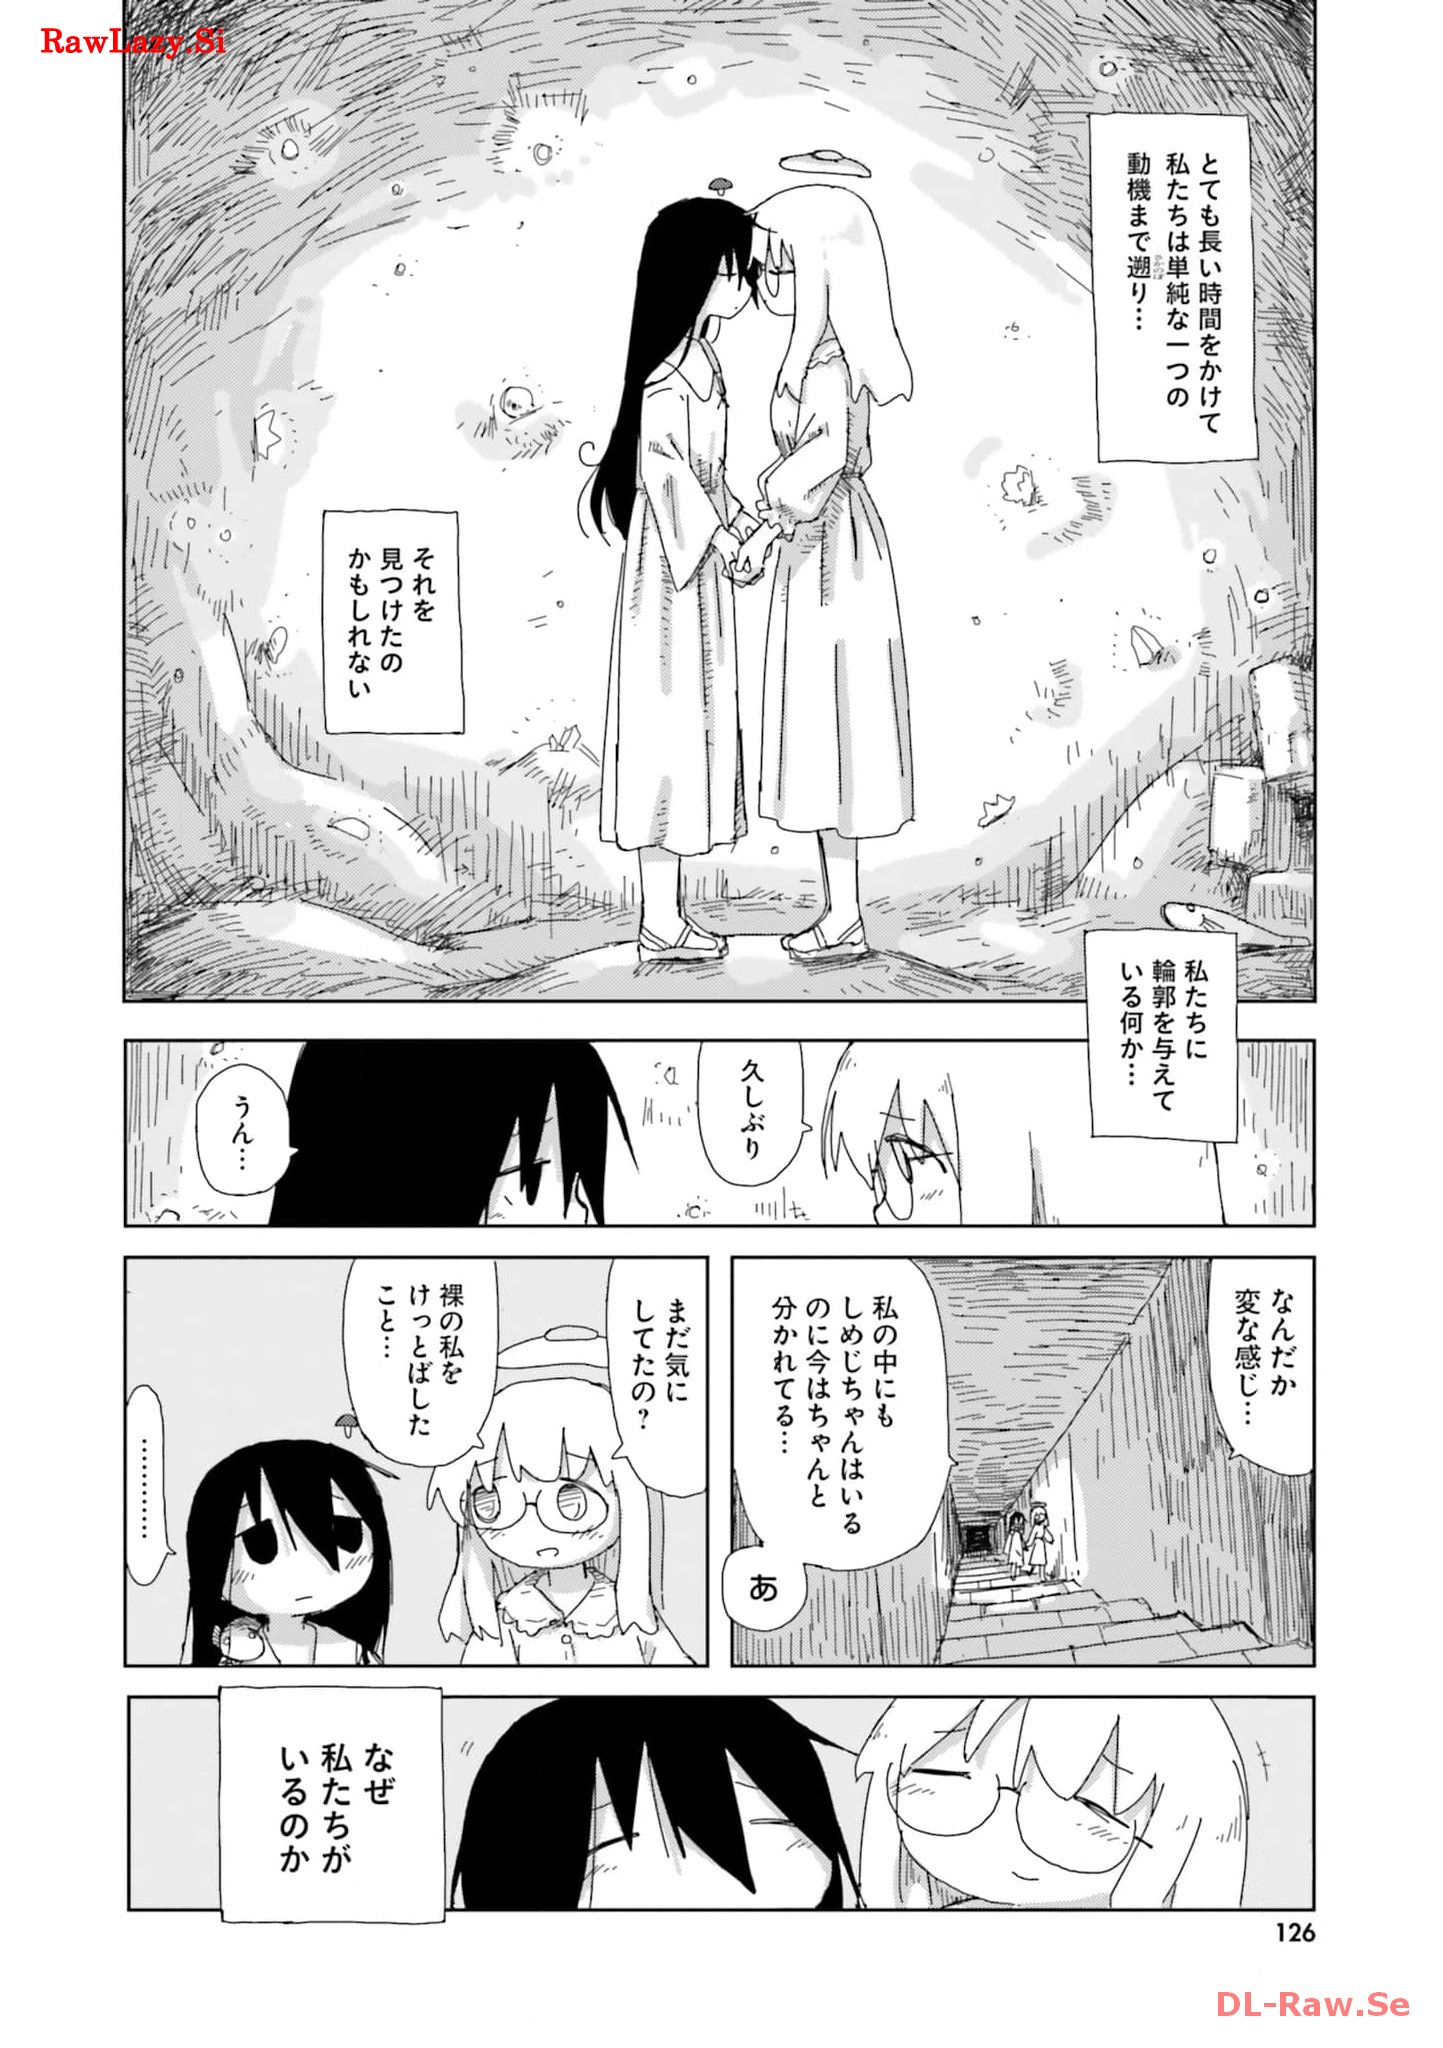 RawLazy.Si
とても長い時間をかけて
私たちは単純な一つの
動機まで遡り…
さかのぼ
それを
見つけたの
かもしれない
私たちに
輪郭を与えて
いる何か…
久しぶり
うん…
なんだか
変な感じ…
私の中にも
しめじちゃんはいる
のに今はちゃんと
分かれてる…
あ
まだ気に
してたの?
裸の私を
けっとばした
こと…
…………
なぜ
私たちが
いるのか
126
DL-Raw.Se